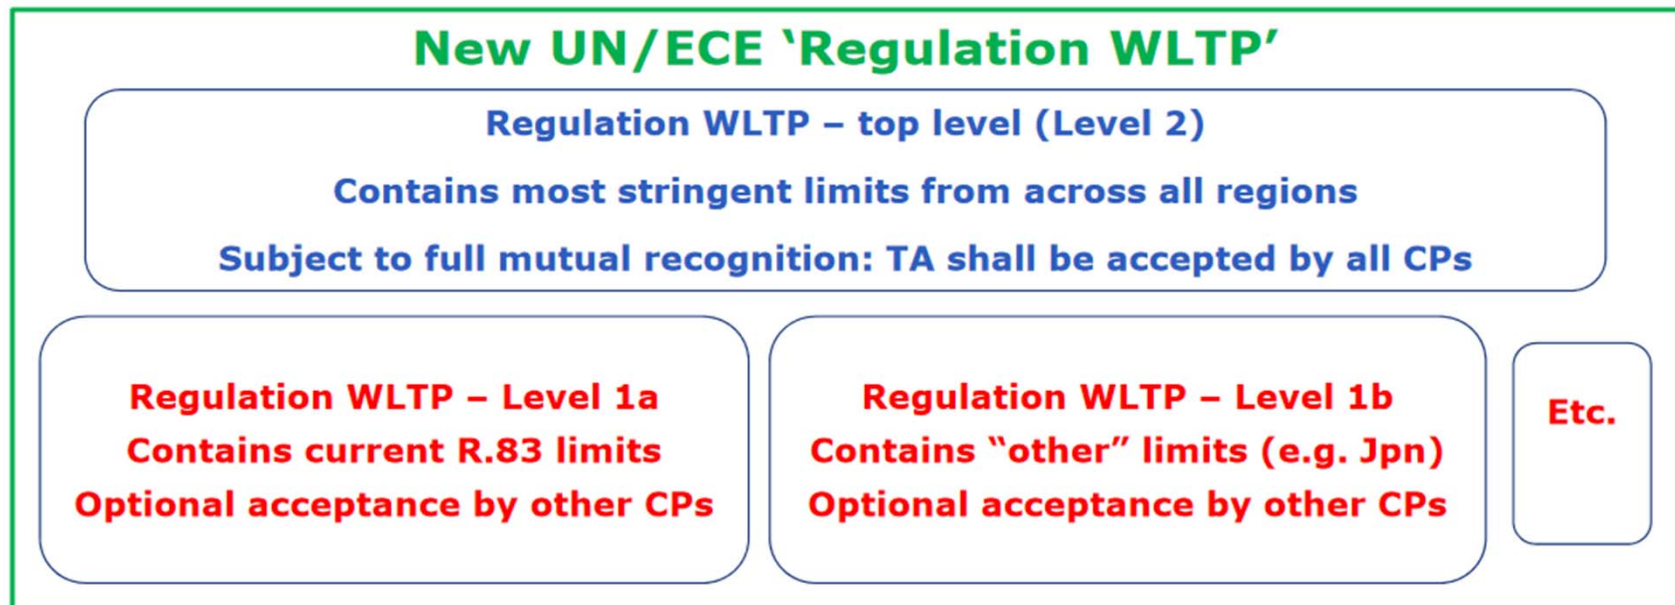 New UN/ECE ‘Regulation WLTP’
Regulation WLTP – top level (Level 2)
Contains most stringent limits from across all regions
Subject to full mutual recognition: TA shall be accepted by all CPs
Regulation WLTP – Level 1a
Contains current R.83 limits
Optional acceptance by other CPs
Regulation WLTP – Level 1b
Contains “other” limits (e.g. Jpn)
Optional acceptance by other CPs
Etc.